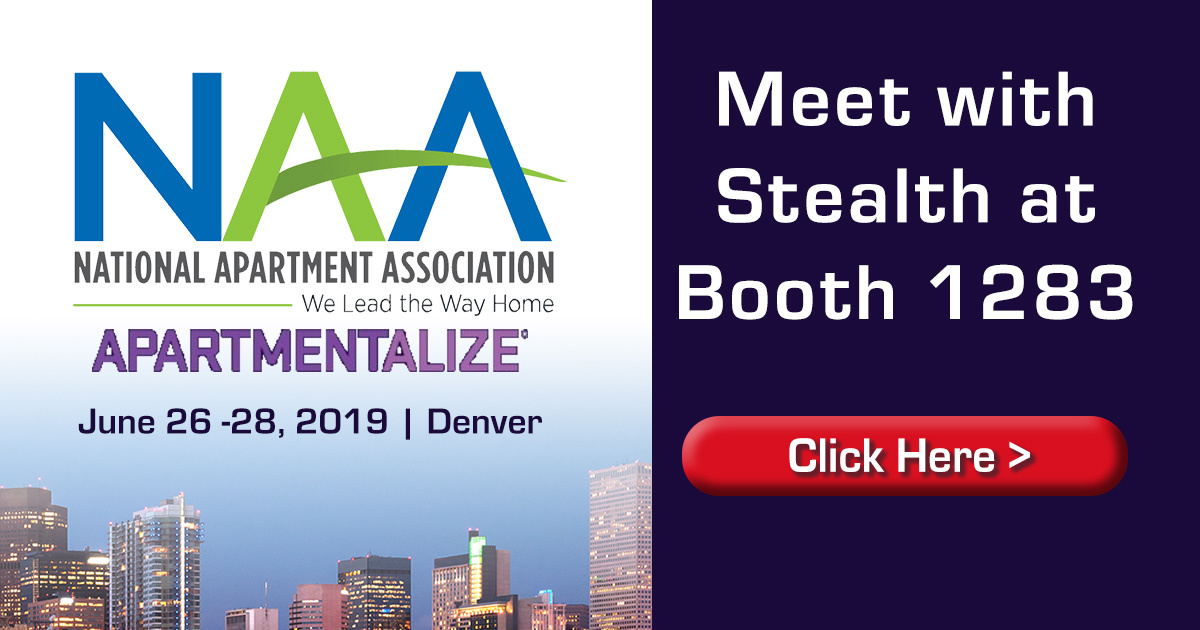 NAA
NATIONAL APARTMENT ASSOCIATION
We Lead the Way Home
APARTMENTALIZE®
June 26 -28, 2019 | Denver
Meet with
Stealth at
Booth 1283
Click Here >